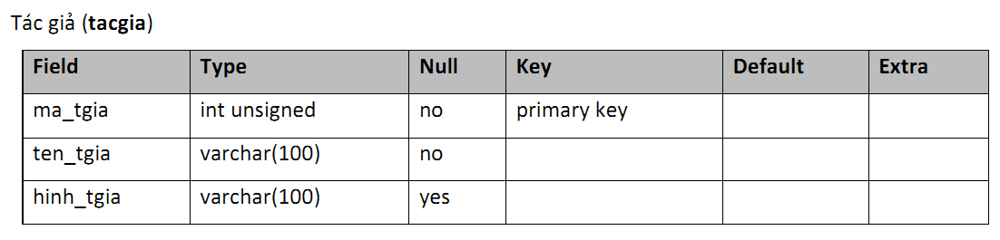 Tác giả (tacgia)
Field Type Null Key Default Extra
ma_tgia int unsigned no primary key
ten_tgia varchar(100) no
hinh_tgia varchar(100) yes